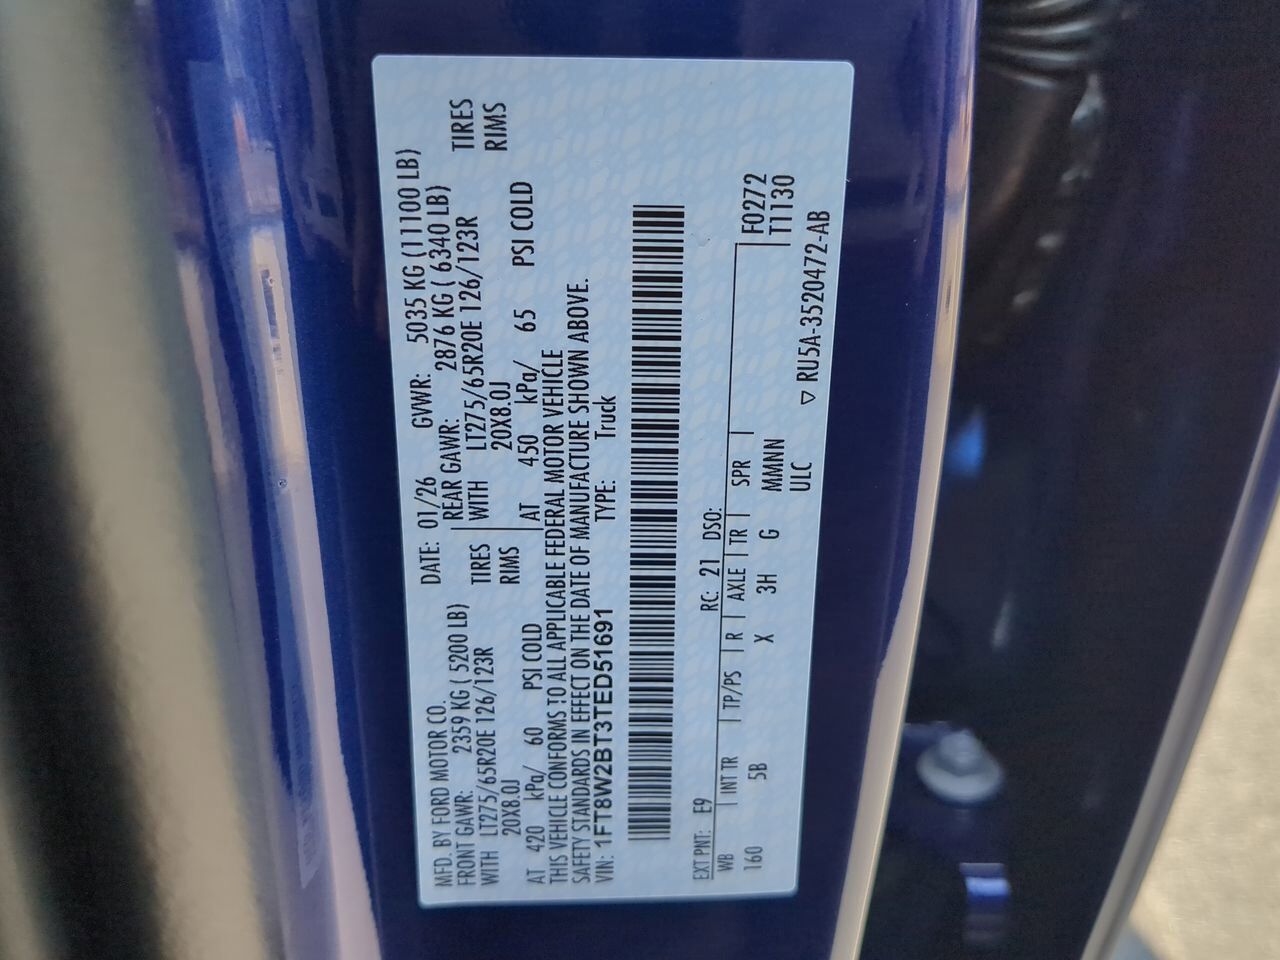 MFD. BY FORD MOTOR CO. DATE: 01/26 GVWR: 5035 KG (11100 LB)
FRONT GAWR: 2359 KG ( 5200 LB) REAR GAWR: 2876 KG ( 6340 LB)
WITH LT275/65R20E 126/123R TIRES WITH LT275/65R20E 126/123R TIRES
20X8.0J RIMS 20X8.0J RIMS
AT 420 kPa/ 60 PSI COLD AT 450 kPa/ 65 PSI COLD
THIS VEHICLE CONFORMS TO ALL APPLICABLE FEDERAL MOTOR VEHICLE
SAFETY STANDARDS IN EFFECT ON THE DATE OF MANUFACTURE SHOWN ABOVE.
VIN: 1FT8W2BT3TED51691 TYPE: Truck
EXT PNT: E9 RC: 21 DSO:
WB INT TR TP/PS R AXLE TR SPR F0272
160 5B X 3H G MMNN T1130
ULC
▽ RU5A-3520472-AB